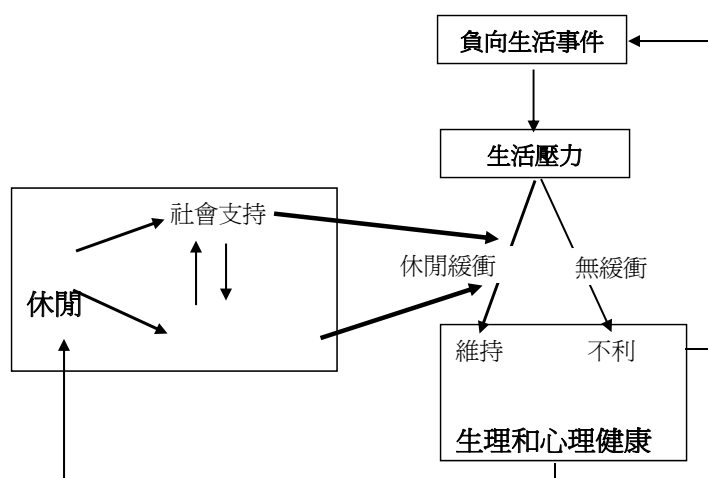 負向生活事件
生活壓力
社會支持
休閒緩衝
無緩衝
休閒
維持
不利
生理和心理健康